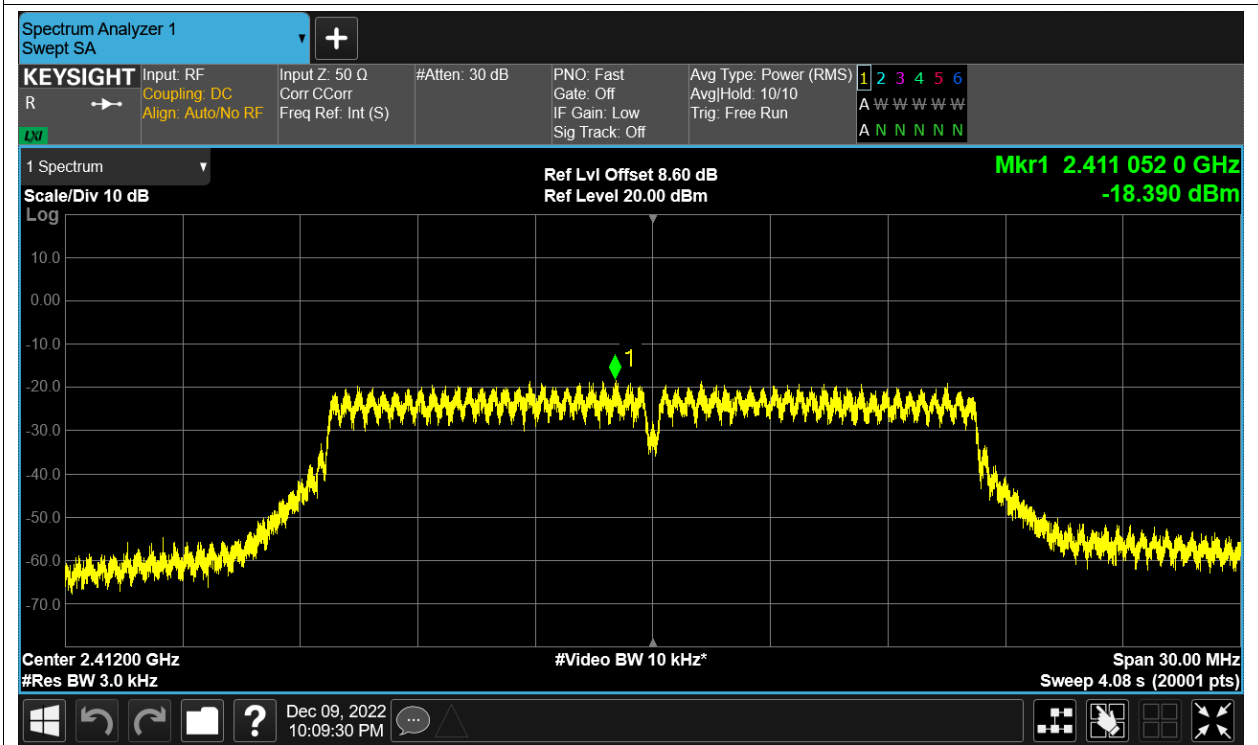 Spectrum Analyzer 1
Swept SA
+
KEYSIGHT
R
LXI
Input: RF
Coupling: DC
Align: Auto/No RF
Input Z: 50 Ω
Corr CCorr
Freq Ref: Int (S)
#Atten: 30 dB
PNO: Fast
Gate: Off
IF Gain: Low
Sig Track: Off
Avg Type: Power (RMS)
Avg|Hold: 10/10
Trig: Free Run
1 2 3 4 5 6
A W W W W W
A N N N N N
1 Spectrum
Scale/Div 10 dB
Log
Ref Lvl Offset 8.60 dB
Ref Level 20.00 dBm
Mkr1 2.411 052 0 GHz
-18.390 dBm
10.0
0.00
-10.0
-20.0
-30.0
-40.0
-50.0
-60.0
-70.0
1
Center 2.41200 GHz
#Res BW 3.0 kHz
#Video BW 10 kHz*
Span 30.00 MHz
Sweep 4.08 s (20001 pts)
?
Dec 09, 2022
10:09:30 PM